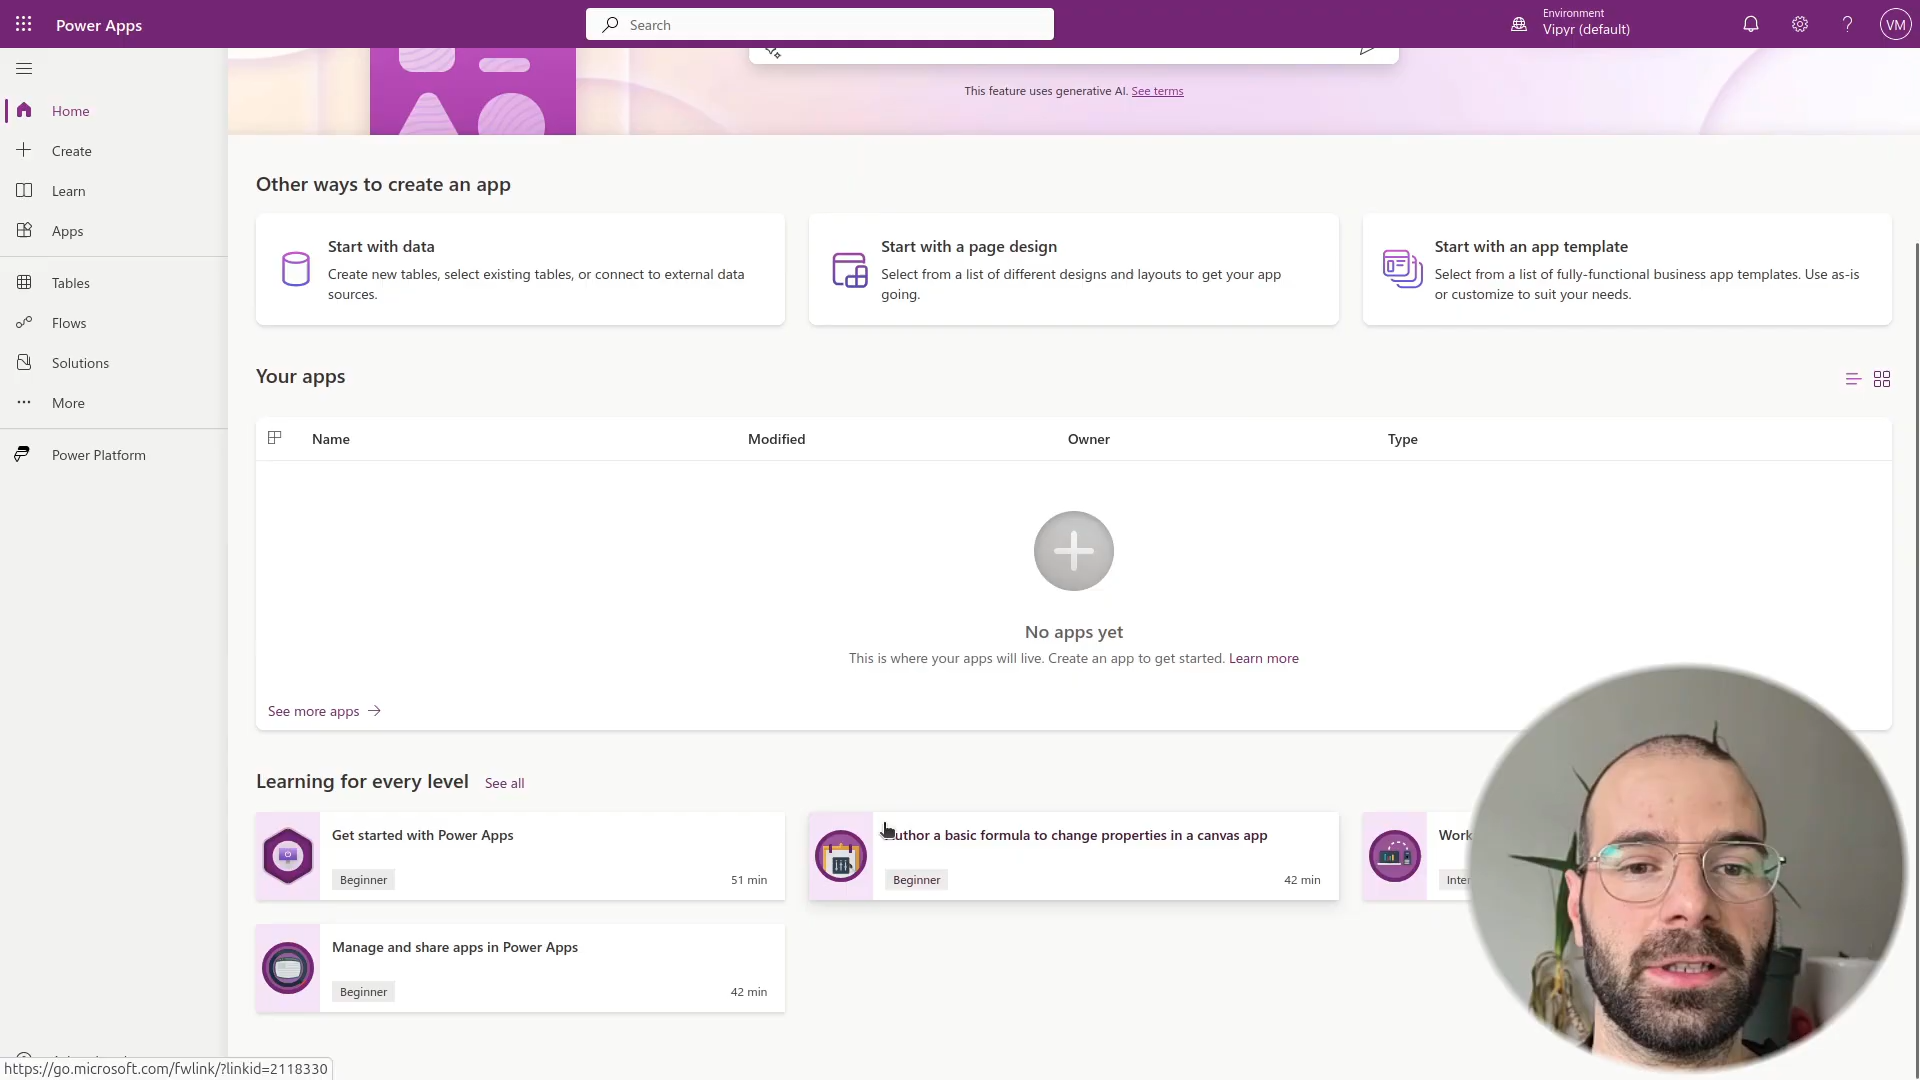 Power Apps
Search
Environment
Vipyr (default)
VM
Home
Create
Learn
Apps
Tables
Flows
Solutions
More
Power Platform
This feature uses generative AI. See terms
Other ways to create an app
Start with data
Create new tables, select existing tables, or connect to external data
sources.
Start with a page design
Select from a list of different designs and layouts to get your app
going.
Start with an app template
Select from a list of fully-functional business app templates. Use as-is
or customize to suit your needs.
Your apps
Name Modified Owner Type
No apps yet
This is where your apps will live. Create an app to get started. Learn more
See more apps
Learning for every level See all
Get started with Power Apps
Beginner 51 min
uthor a basic formula to change properties in a canvas app
Beginner 42 min
Work
Inter
Manage and share apps in Power Apps
Beginner 42 min
https://go.microsoft.com/fwlink/?linkid=2118330